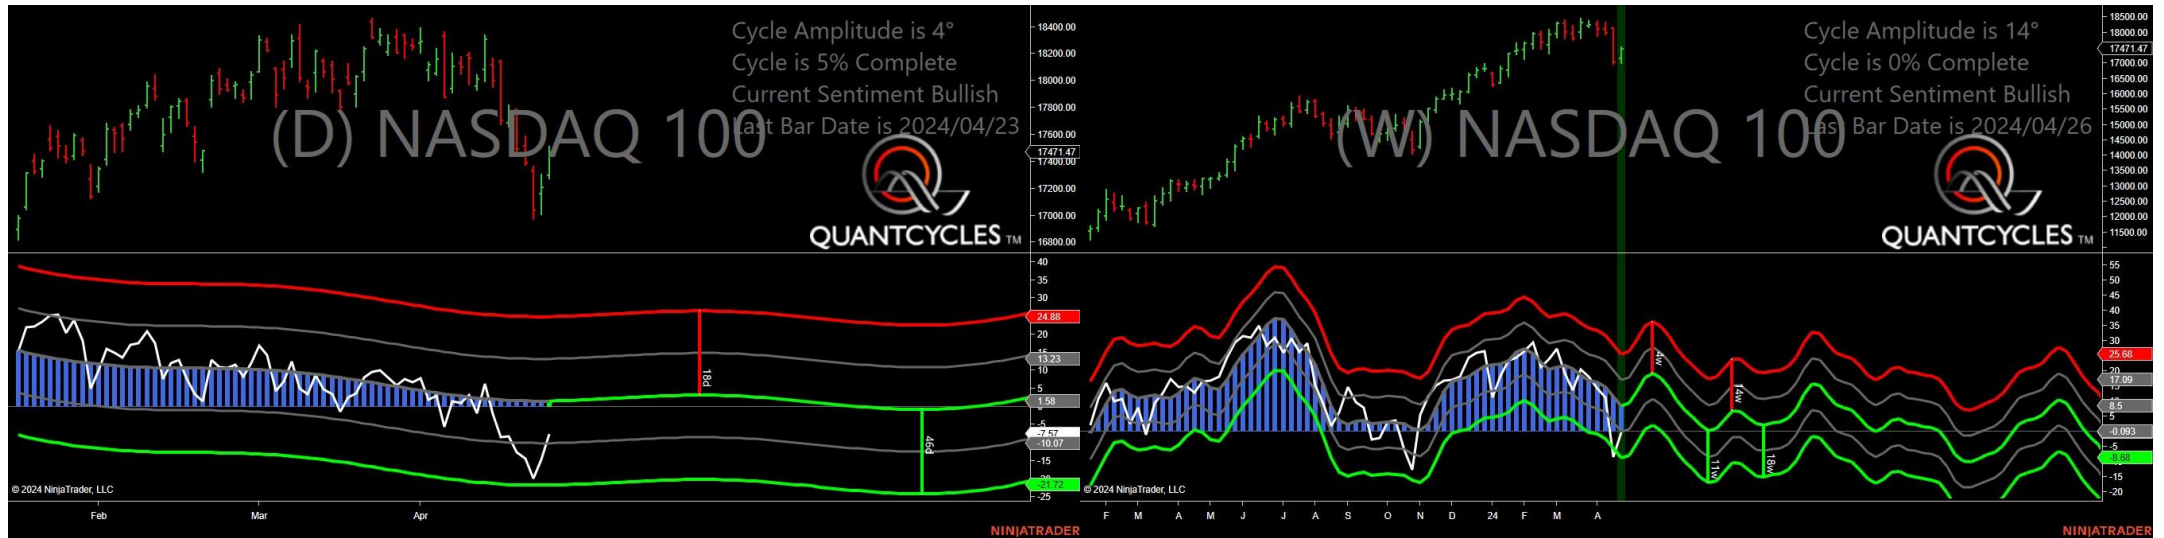 Cycle Amplitude is 4°
Cycle is 5% Complete
Current Sentiment Bullish
Last Bar Date is 2024/04/23
(D) NASDAQ 100
QUANTCYCLES TM
18400.00
18200.00
18000.00
17800.00
17600.00
17471.47
17400.00
17200.00
17000.00
16800.00
40
35
30
24.88
20
15
13.23
10
5
1.58
-5
-7.57
-10.07
-15
-21.72
-25
18d
46d
© 2024 NinjaTrader, LLC
Feb Mar Apr
NINJATRADER
Cycle Amplitude is 14°
Cycle is 0% Complete
Current Sentiment Bullish
Last Bar Date is 2024/04/26
(W) NASDAQ 100
QUANTCYCLES TM
18500.00
18000.00
17471.47
17000.00
16500.00
16000.00
15500.00
15000.00
14500.00
14000.00
13500.00
13000.00
12500.00
12000.00
11500.00
55
50
45
40
35
30
25.68
20
17.09
8.5
5
-0.093
-5
-8.68
-15
-20
4w
14w
11w
18w
© 2024 NinjaTrader, LLC
F M A M J J A S O N D 24 F M A
NINJATRADER